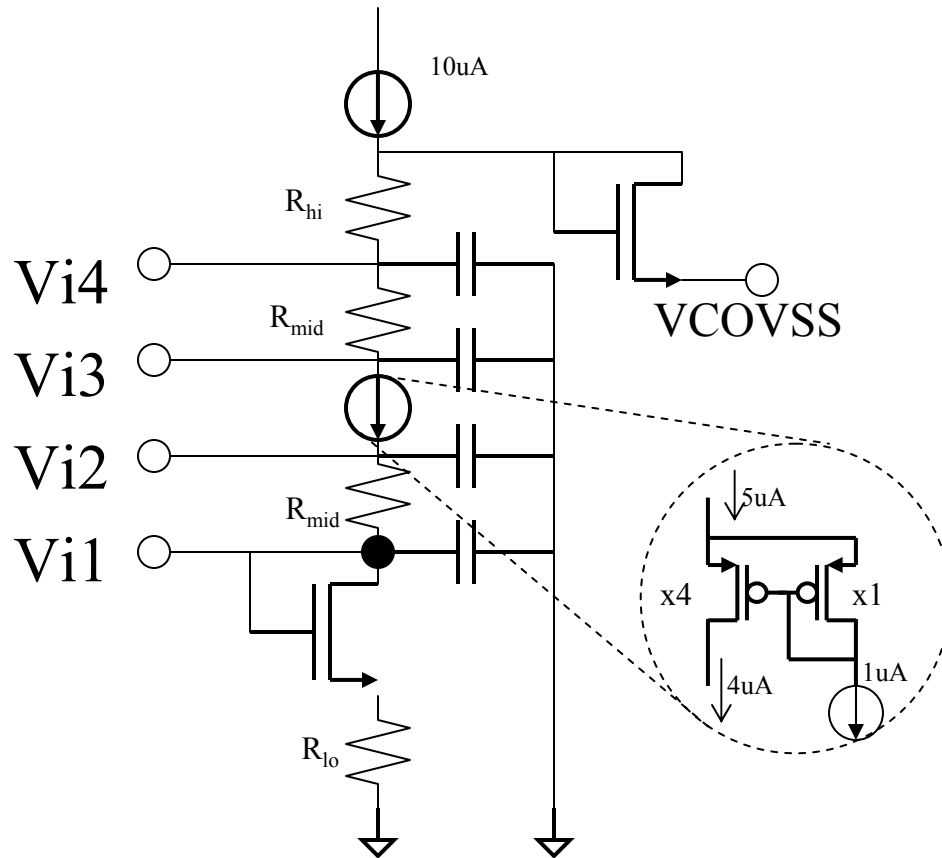 10uA
R_hi
Vi4
VCOVSS
R_mid
Vi3
Vi2
5uA
R_mid
Vi1
x4
x1
4uA
1uA
R_lo